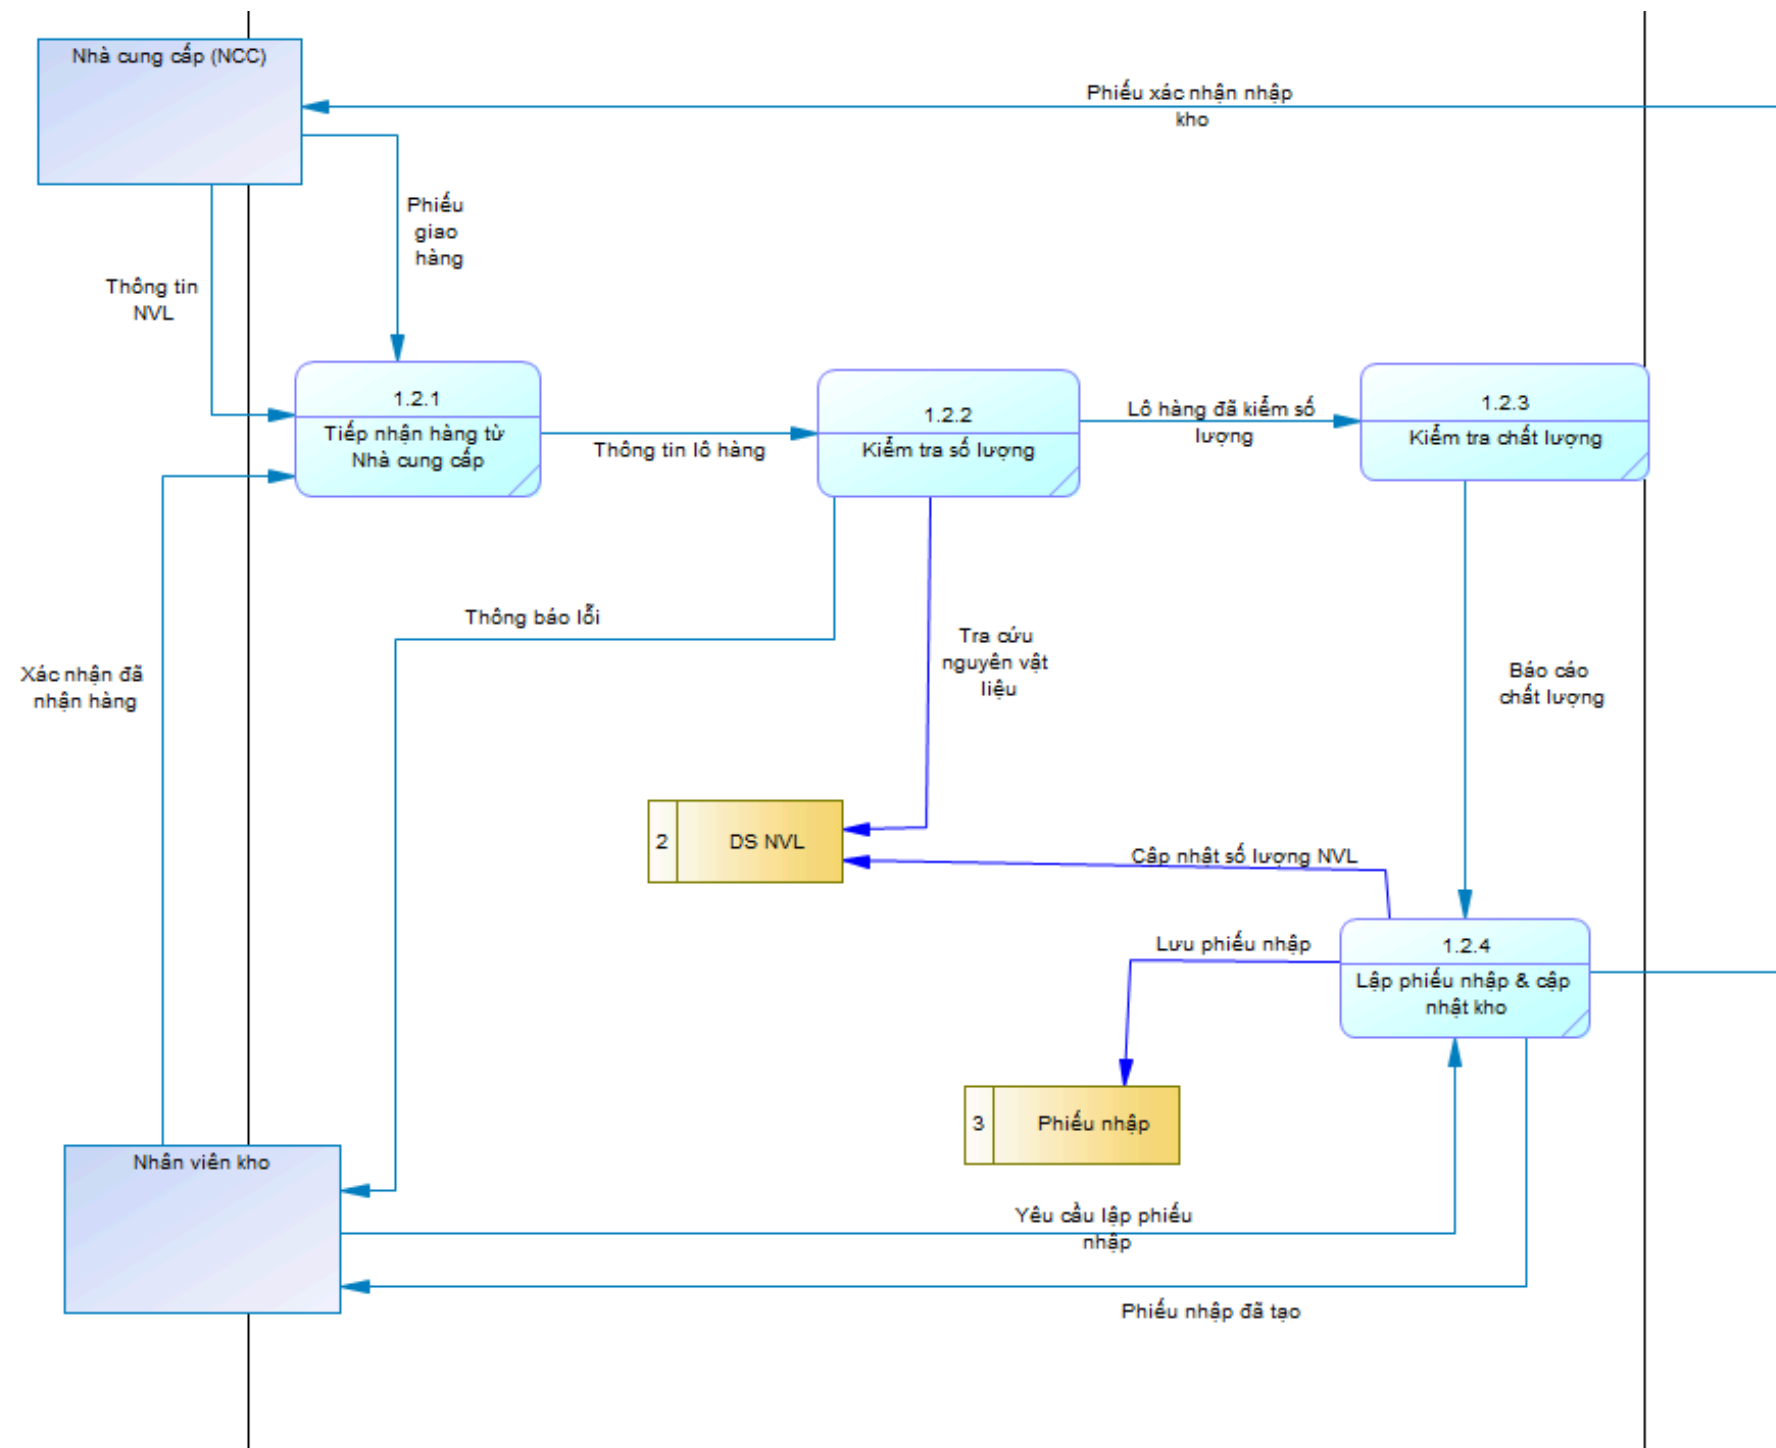 Nhà cung cấp (NCC)
Phiếu xác nhận nhập
kho
Phiếu
giao
hàng
Thông tin
NVL
1.2.1
Tiếp nhận hàng từ
Nhà cung cấp
Thông tin lô hàng
1.2.2
Kiểm tra số lượng
Lô hàng đã kiểm số
lượng
1.2.3
Kiểm tra chất lượng
Thông báo lỗi
Tra cứu
nguyên vật
liệu
Xác nhận đã
nhận hàng
Báo cáo
chất lượng
2
DS NVL
Cập nhật số lượng NVL
Lưu phiếu nhập
1.2.4
Lập phiếu nhập & cập
nhật kho
3
Phiếu nhập
Nhân viên kho
Yêu cầu lập phiếu
nhập
Phiếu nhập đã tạo